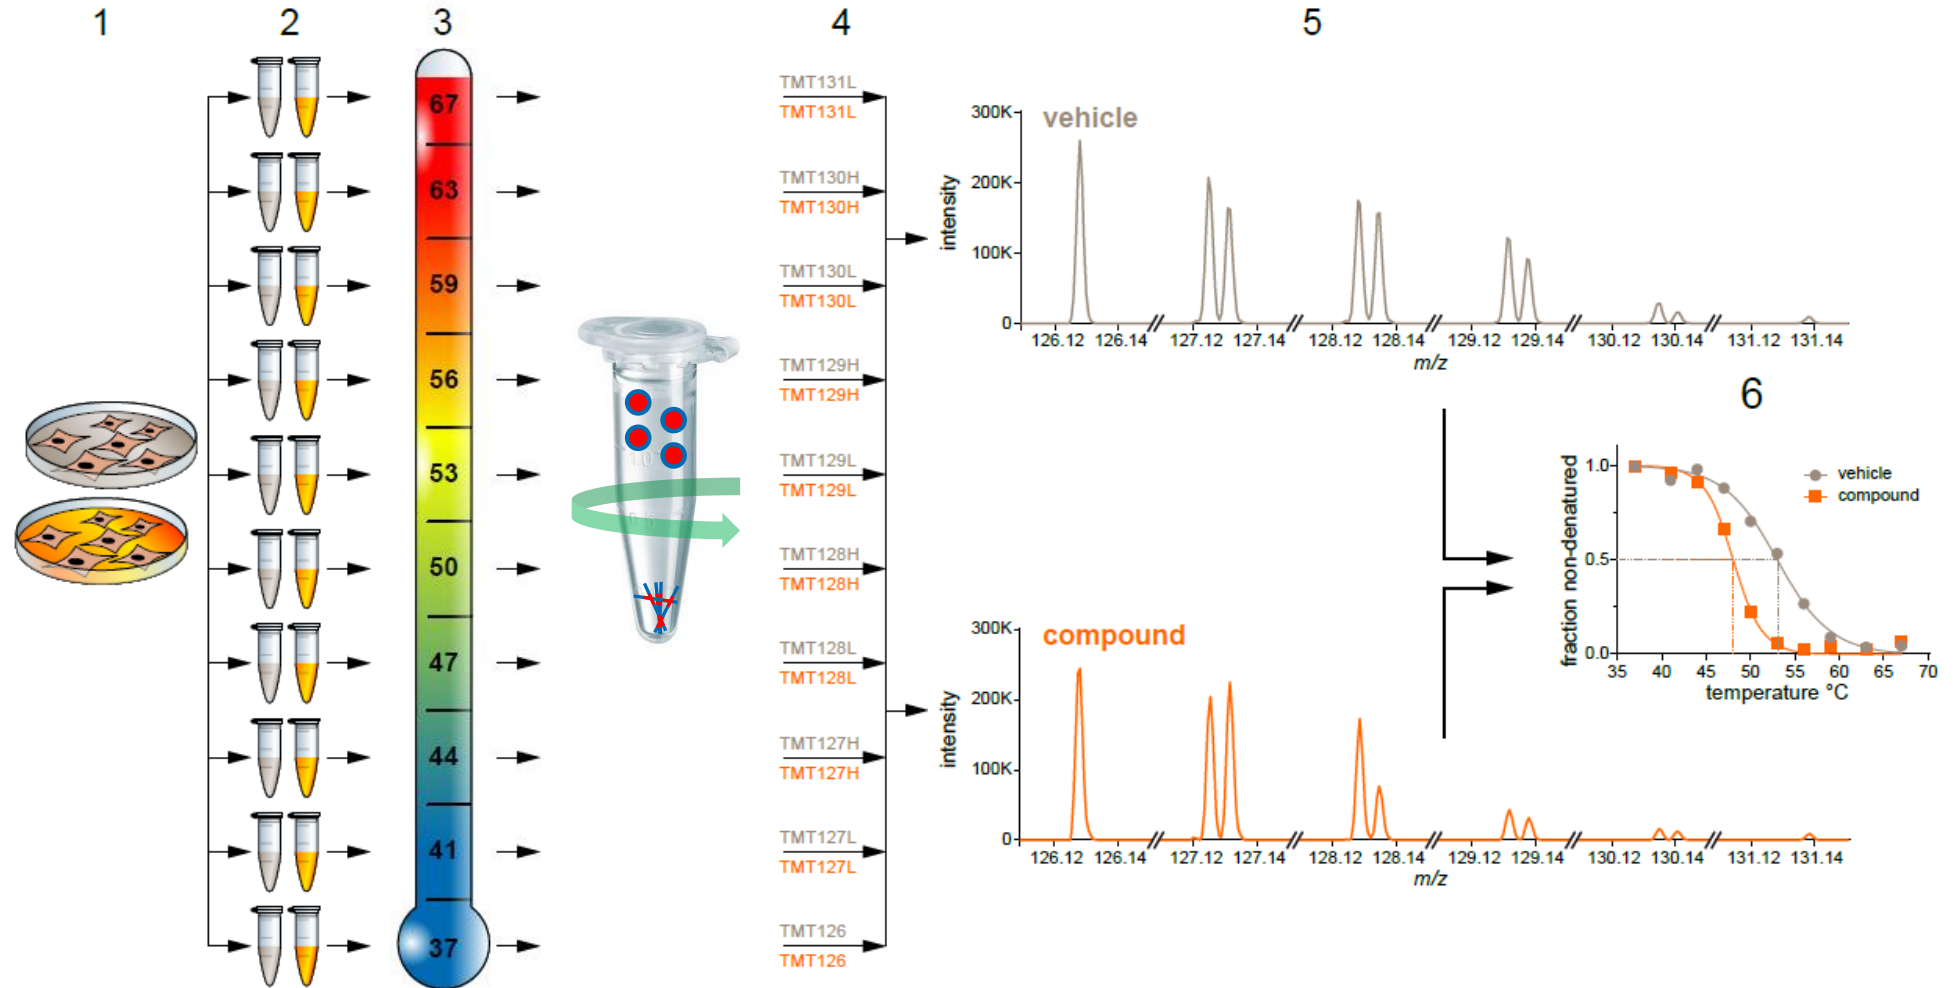 1
2
3
4
5
67
63
59
56
53
50
47
44
41
37
1.0
0.5
TMT131L
TMT131L
TMT130H
TMT130H
TMT130L
TMT130L
TMT129H
TMT129H
TMT129L
TMT129L
TMT128H
TMT128H
TMT128L
TMT128L
TMT127H
TMT127H
TMT127L
TMT127L
TMT126
TMT126
vehicle
300K
200K
100K
0
intensity
126.12 126.14 127.12 127.14 128.12 128.14 129.12 129.14 130.12 130.14 131.12 131.14
m/z
compound
300K
200K
100K
0
intensity
126.12 126.14 127.12 127.14 128.12 128.14 129.12 129.14 130.12 130.14 131.12 131.14
m/z
6
fraction non-denatured
1.0
0.5
0.0
vehicle
compound
35 40 45 50 55 60 65 70
temperature °C